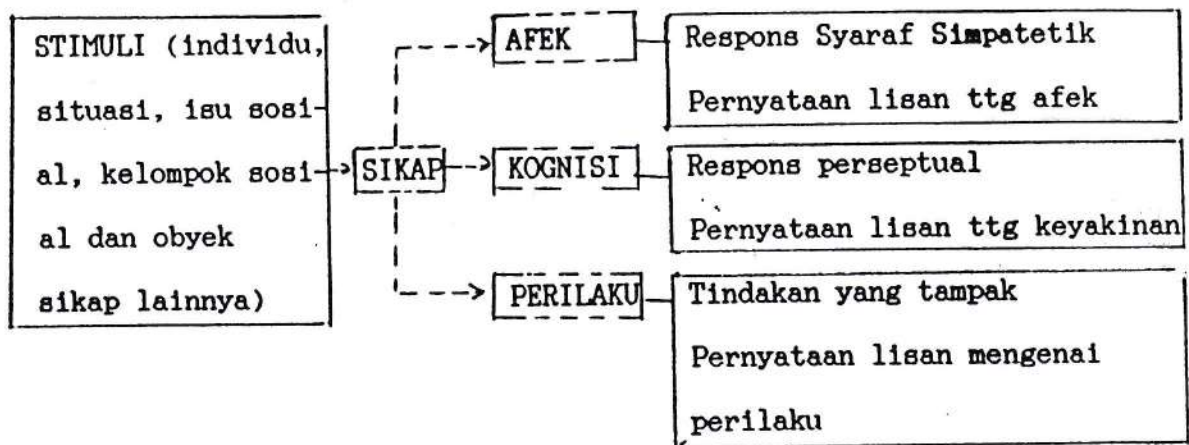 STIMULI (individu,
situasi, isu sosi-
al, kelompok sosi-
al dan obyek
sikap lainnya)
SIKAP
AFEK
Respons Syaraf Simpatetik
Pernyataan lisan ttg afek
KOGNISI
Respons perseptual
Pernyataan lisan ttg keyakinan
PERILAKU
Tindakan yang tampak
Pernyataan lisan mengenai
perilaku